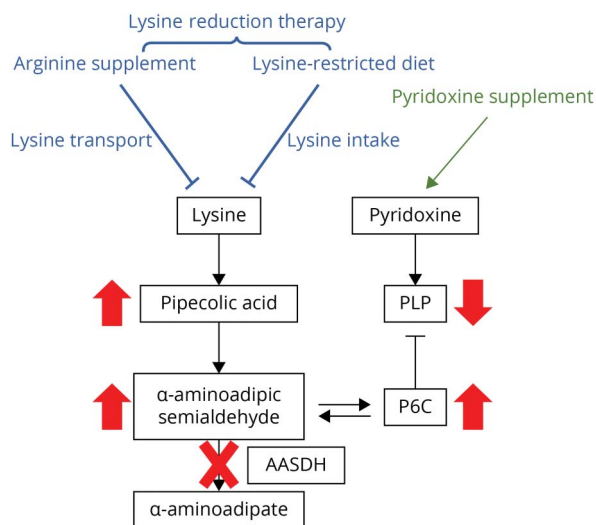 Lysine reduction therapy
Arginine supplement
Lysine-restricted diet
Pyridoxine supplement
Lysine transport
Lysine intake
Lysine
Pyridoxine
Pipecolic acid
PLP
α-aminoadipic
semialdehyde
P6C
AASDH
α-aminoadipate